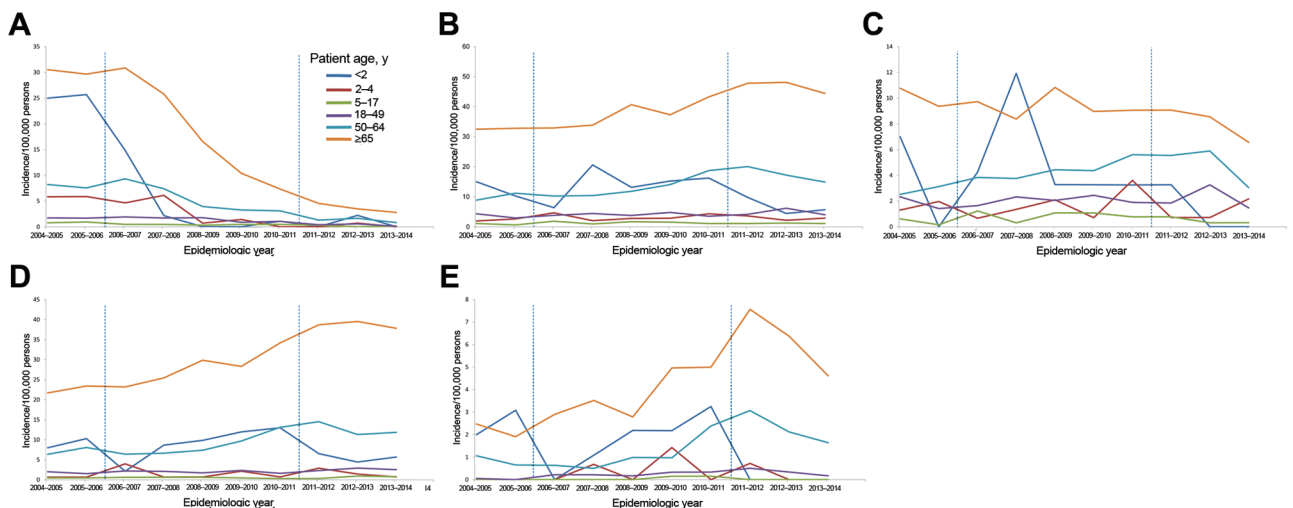 A
Incidence/100,000 persons
35
30
25
20
15
10
5
0
2004–2005 2005–2006 2006–2007 2007–2008 2008–2009 2009–2010 2010–2011 2011–2012 2012–2013 2013–2014
Epidemiologic year
Patient age, y
<2
2–4
5–17
18–49
50–64
≥65
B
Incidence/100,000 persons
60
50
40
30
20
10
0
2004–2005 2005–2006 2006–2007 2007–2008 2008–2009 2009–2010 2010–2011 2011–2012 2012–2013 2013–2014
Epidemiologic year
C
Incidence/100,000 persons
14
12
10
8
6
4
2
0
2004–2005 2005–2006 2006–2007 2007–2008 2008–2009 2009–2010 2010–2011 2011–2012 2012–2013 2013–2014
Epidemiologic year
D
Incidence/100,000 persons
45
40
35
30
25
20
15
10
5
0
2004–2005 2005–2006 2006–2007 2007–2008 2008–2009 2009–2010 2010–2011 2011–2012 2012–2013 2013–2014 14
Epidemiologic year
E
Incidence/100,000 persons
8
7
6
5
4
3
2
1
0
2004–2005 2005–2006 2006–2007 2007–2008 2008–2009 2009–2010 2010–2011 2011–2012 2012–2013 2013–2014
Epidemiologic year